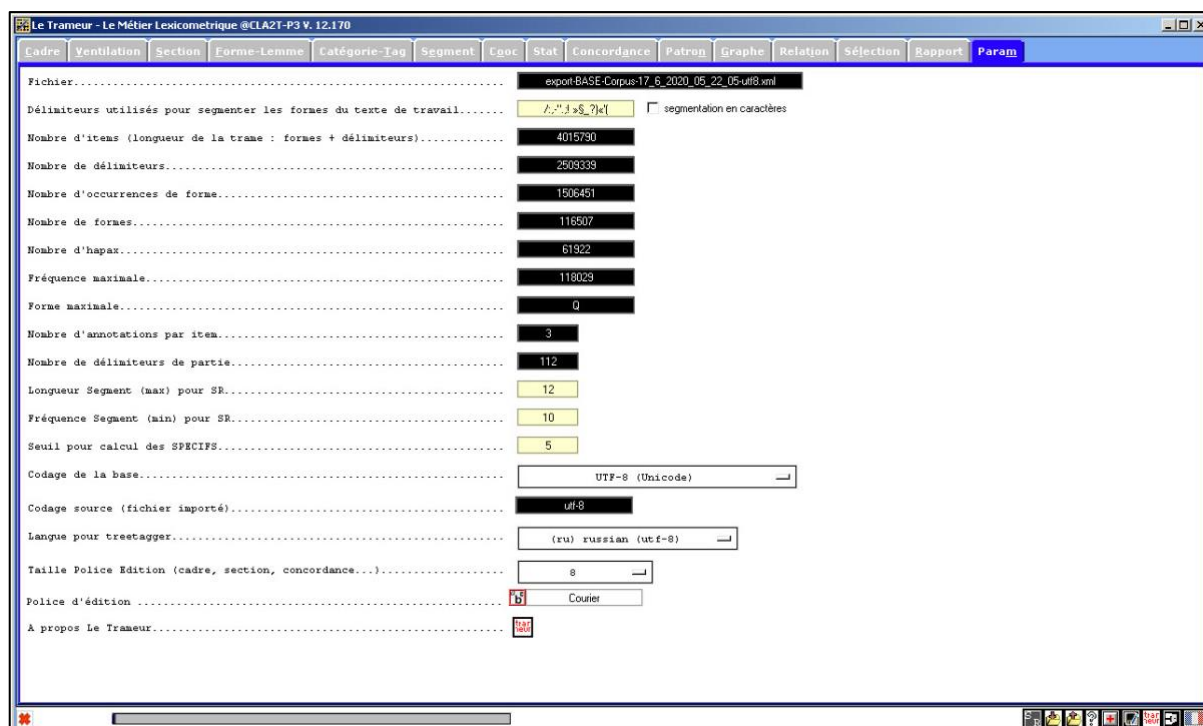 Le Trameur - Le Métier Lexicometrique @CLA2T-P3 V. 12.170
Cadre Ventilation Section Forme-Lemme Catégorie-Tag Segment Cooc Stat Concordance Patron Graphe Relation Sélection Rapport Param
Fichier.......................................................... export-BASE-Corpus-17_6_2020_05_22_05-utf8.xml
Délimiteurs utilisés pour segmenter les formes du texte de travail....... segmentation en caractères
Nombre d'items (longueur de la trame : formes + délimiteurs)............. 4015790
Nombre de délimiteurs.................................................... 2509339
Nombre d'occurrences de forme............................................ 1506451
Nombre de formes......................................................... 116507
Nombre d'hapax........................................................... 61922
Fréquence maximale....................................................... 118029
Forme maximale........................................................... Q
Nombre d'annotations par item............................................ 3
Nombre de délimiteurs de partie.......................................... 112
Longueur Segment (max) pour SR........................................... 12
Fréquence Segment (min) pour SR.......................................... 10
Seuil pour calcul des SPECIFS............................................ 5
Codage de la base........................................................ UTF-8 (Unicode)
Codage source (fichier importé).......................................... utf-8
Langue pour treetagger................................................... (ru) russian (utf-8)
Taille Police Edition (cadre, section, concordance...)................... 8
Police d'édition ........................................................ Courier
A propos Le Trameur......................................................